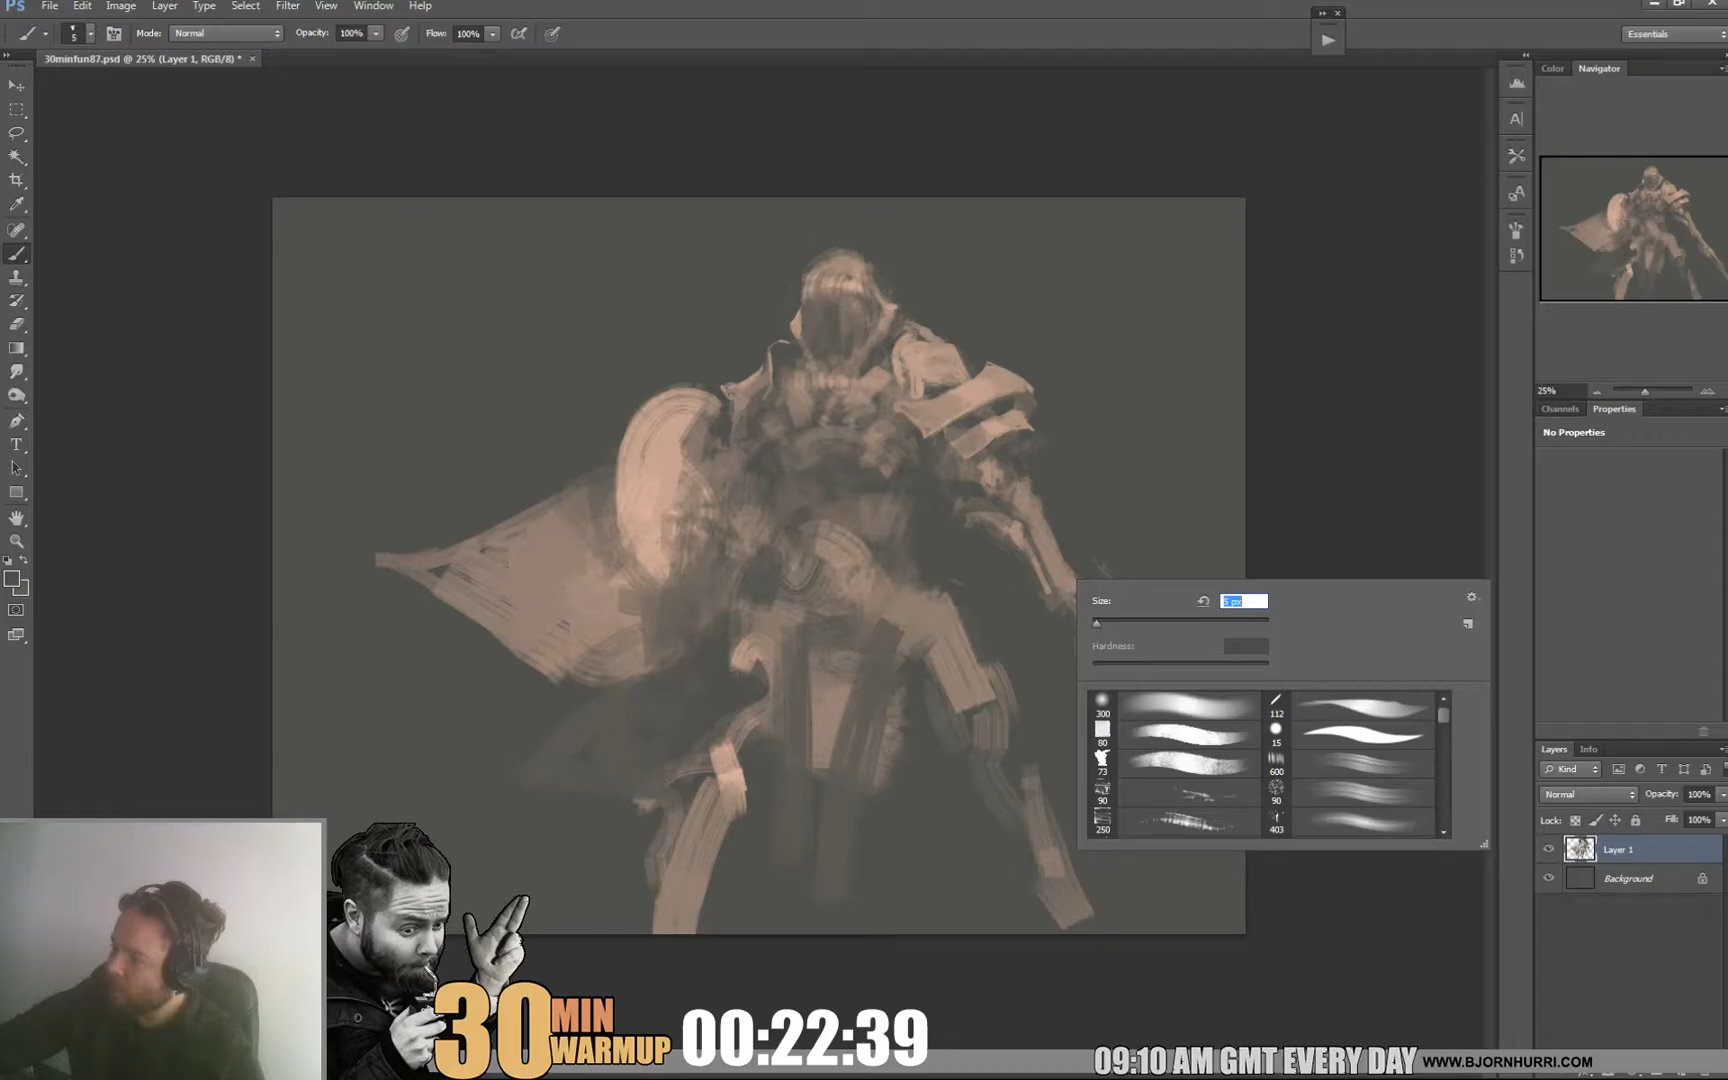 Ps File Edit Image Layer Type Select Filter View Window Help
5 Mode: Normal Opacity: 100% Flow: 100% Essentials
30minfun87.psd @ 25% (Layer 1, RGB/8) * ×
Color Navigator
25%
Channels Properties
No Properties
Size: 5 px
Hardness:
300 112
80 15
73 600
90 90
250 403
Layers Info
Kind
Normal Opacity: 100%
Lock: Fill: 100%
Layer 1
Background
30 MIN
WARMUP
00:22:39
09:10 AM GMT EVERY DAY WWW.BJORNHURRI.COM